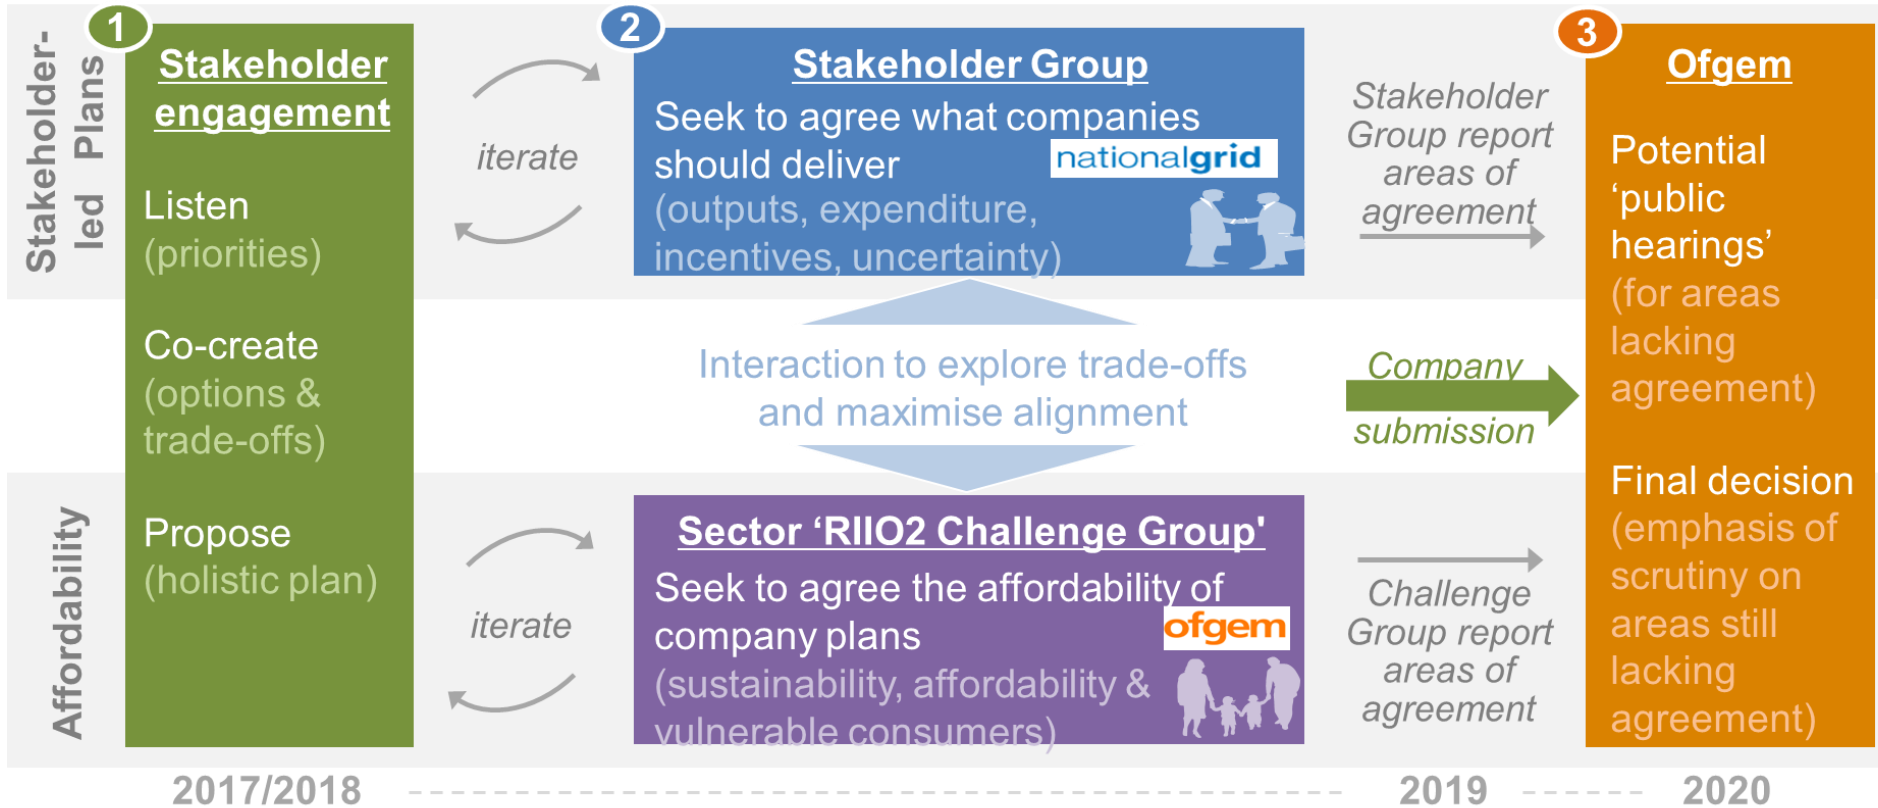 Stakeholder-
led Plans
Affordability
1
Stakeholder
engagement
Listen
(priorities)
Co-create
(options &
trade-offs)
Propose
(holistic plan)
iterate
iterate
2
Stakeholder Group
Seek to agree what companies
should deliver
nationalgrid
(outputs, expenditure,
incentives, uncertainty)
Interaction to explore trade-offs
and maximise alignment
Sector ‘RIIO2 Challenge Group'
Seek to agree the affordability of
company plans
ofgem
(sustainability, affordability &
vulnerable consumers)
Stakeholder
Group report
areas of
agreement
Company
submission
Challenge
Group report
areas of
agreement
3
Ofgem
Potential
‘public
hearings’
(for areas
lacking
agreement)
Final decision
(emphasis of
scrutiny on
areas still
lacking
agreement)
2017/2018
2019
2020